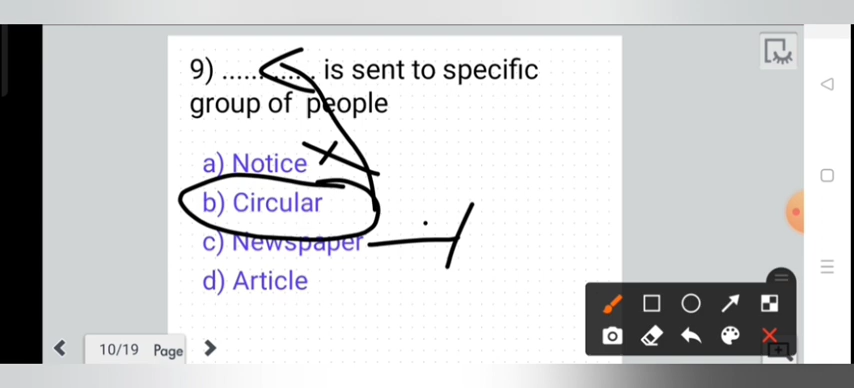 9) ............... is sent to specific
group of people
a) Notice
b) Circular
c) Newspaper
d) Article
10/19 Page